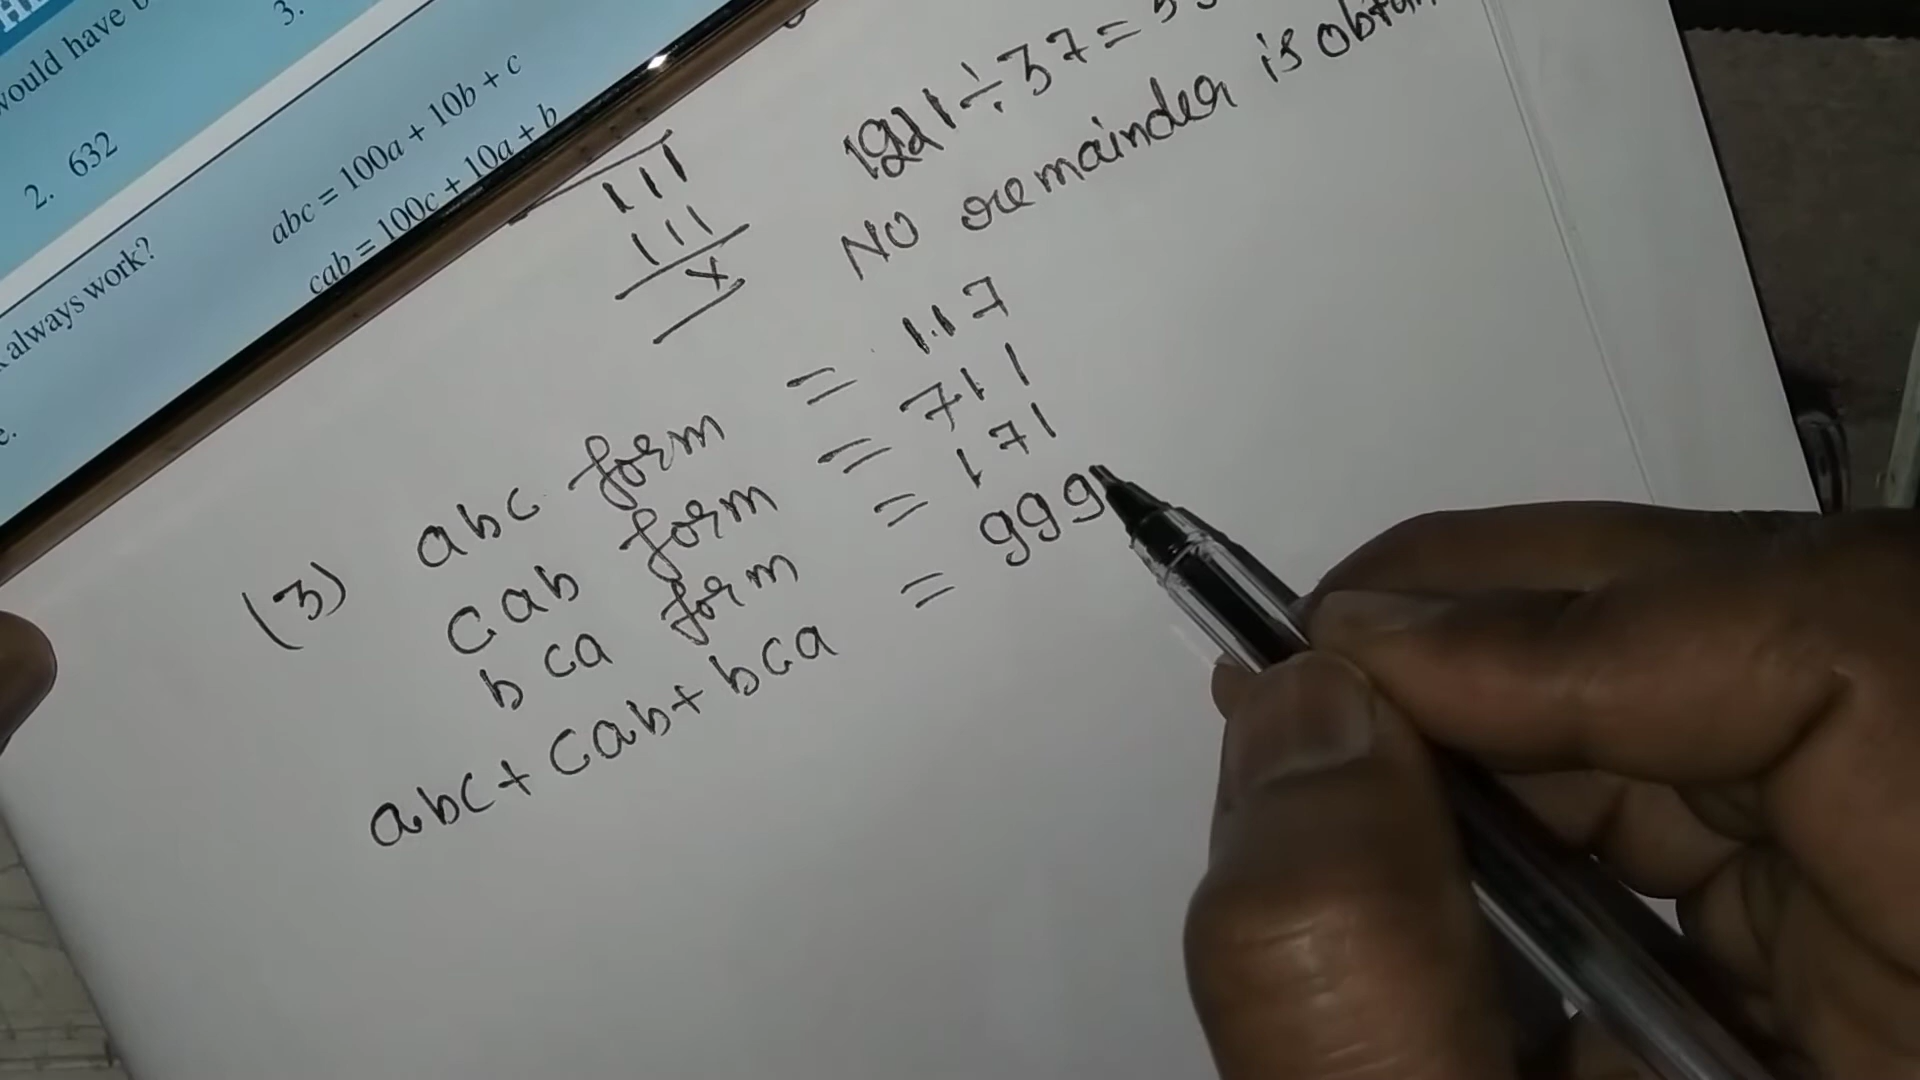 would have
3.
2. 632
abc = 100a + 10b + c
cab = 100c + 10a + b
always work?
111
111
x
1221 ÷ 37 =
No remainder is
(3) abc form = 117
cab form = 711
bca form = 171
abc + cab + bca = 999